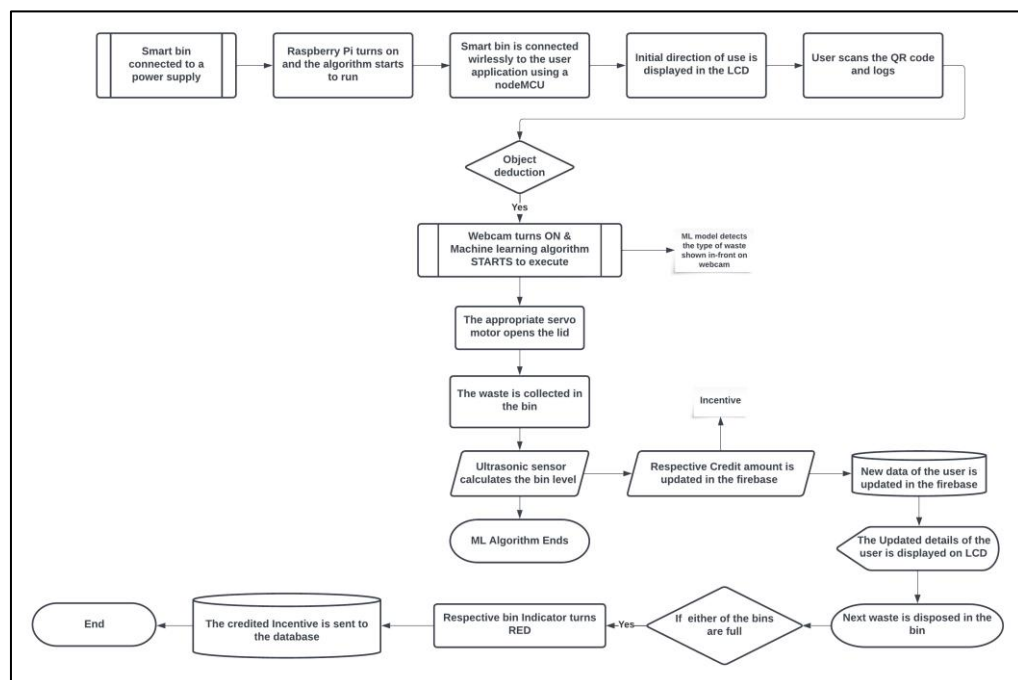 Smart bin
connected to a
power supply
Raspberry Pi turns on
and the algorithm starts
to run
Smart bin is connected
wirlessly to the user
application using a
nodeMCU
Initial direction of use is
displayed in the LCD
User scans the QR code
and logs
Object
deduction
Yes
Webcam turns ON &
Machine learning algorithm
STARTS to execute
ML model detects
the type of waste
shown in-front on
webcam
The appropriate servo
motor opens the lid
The waste is collected in
the bin
Incentive
Ultrasonic sensor
calculates the bin level
Respective Credit amount is
updated in the firebase
New data of the user is
updated in the firebase
ML Algorithm Ends
The Updated details of the
user is displayed on LCD
Next waste is disposed in the
bin
If either of the bins
are full
Yes
Respective bin Indicator turns
RED
The credited Incentive is sent to
the database
End